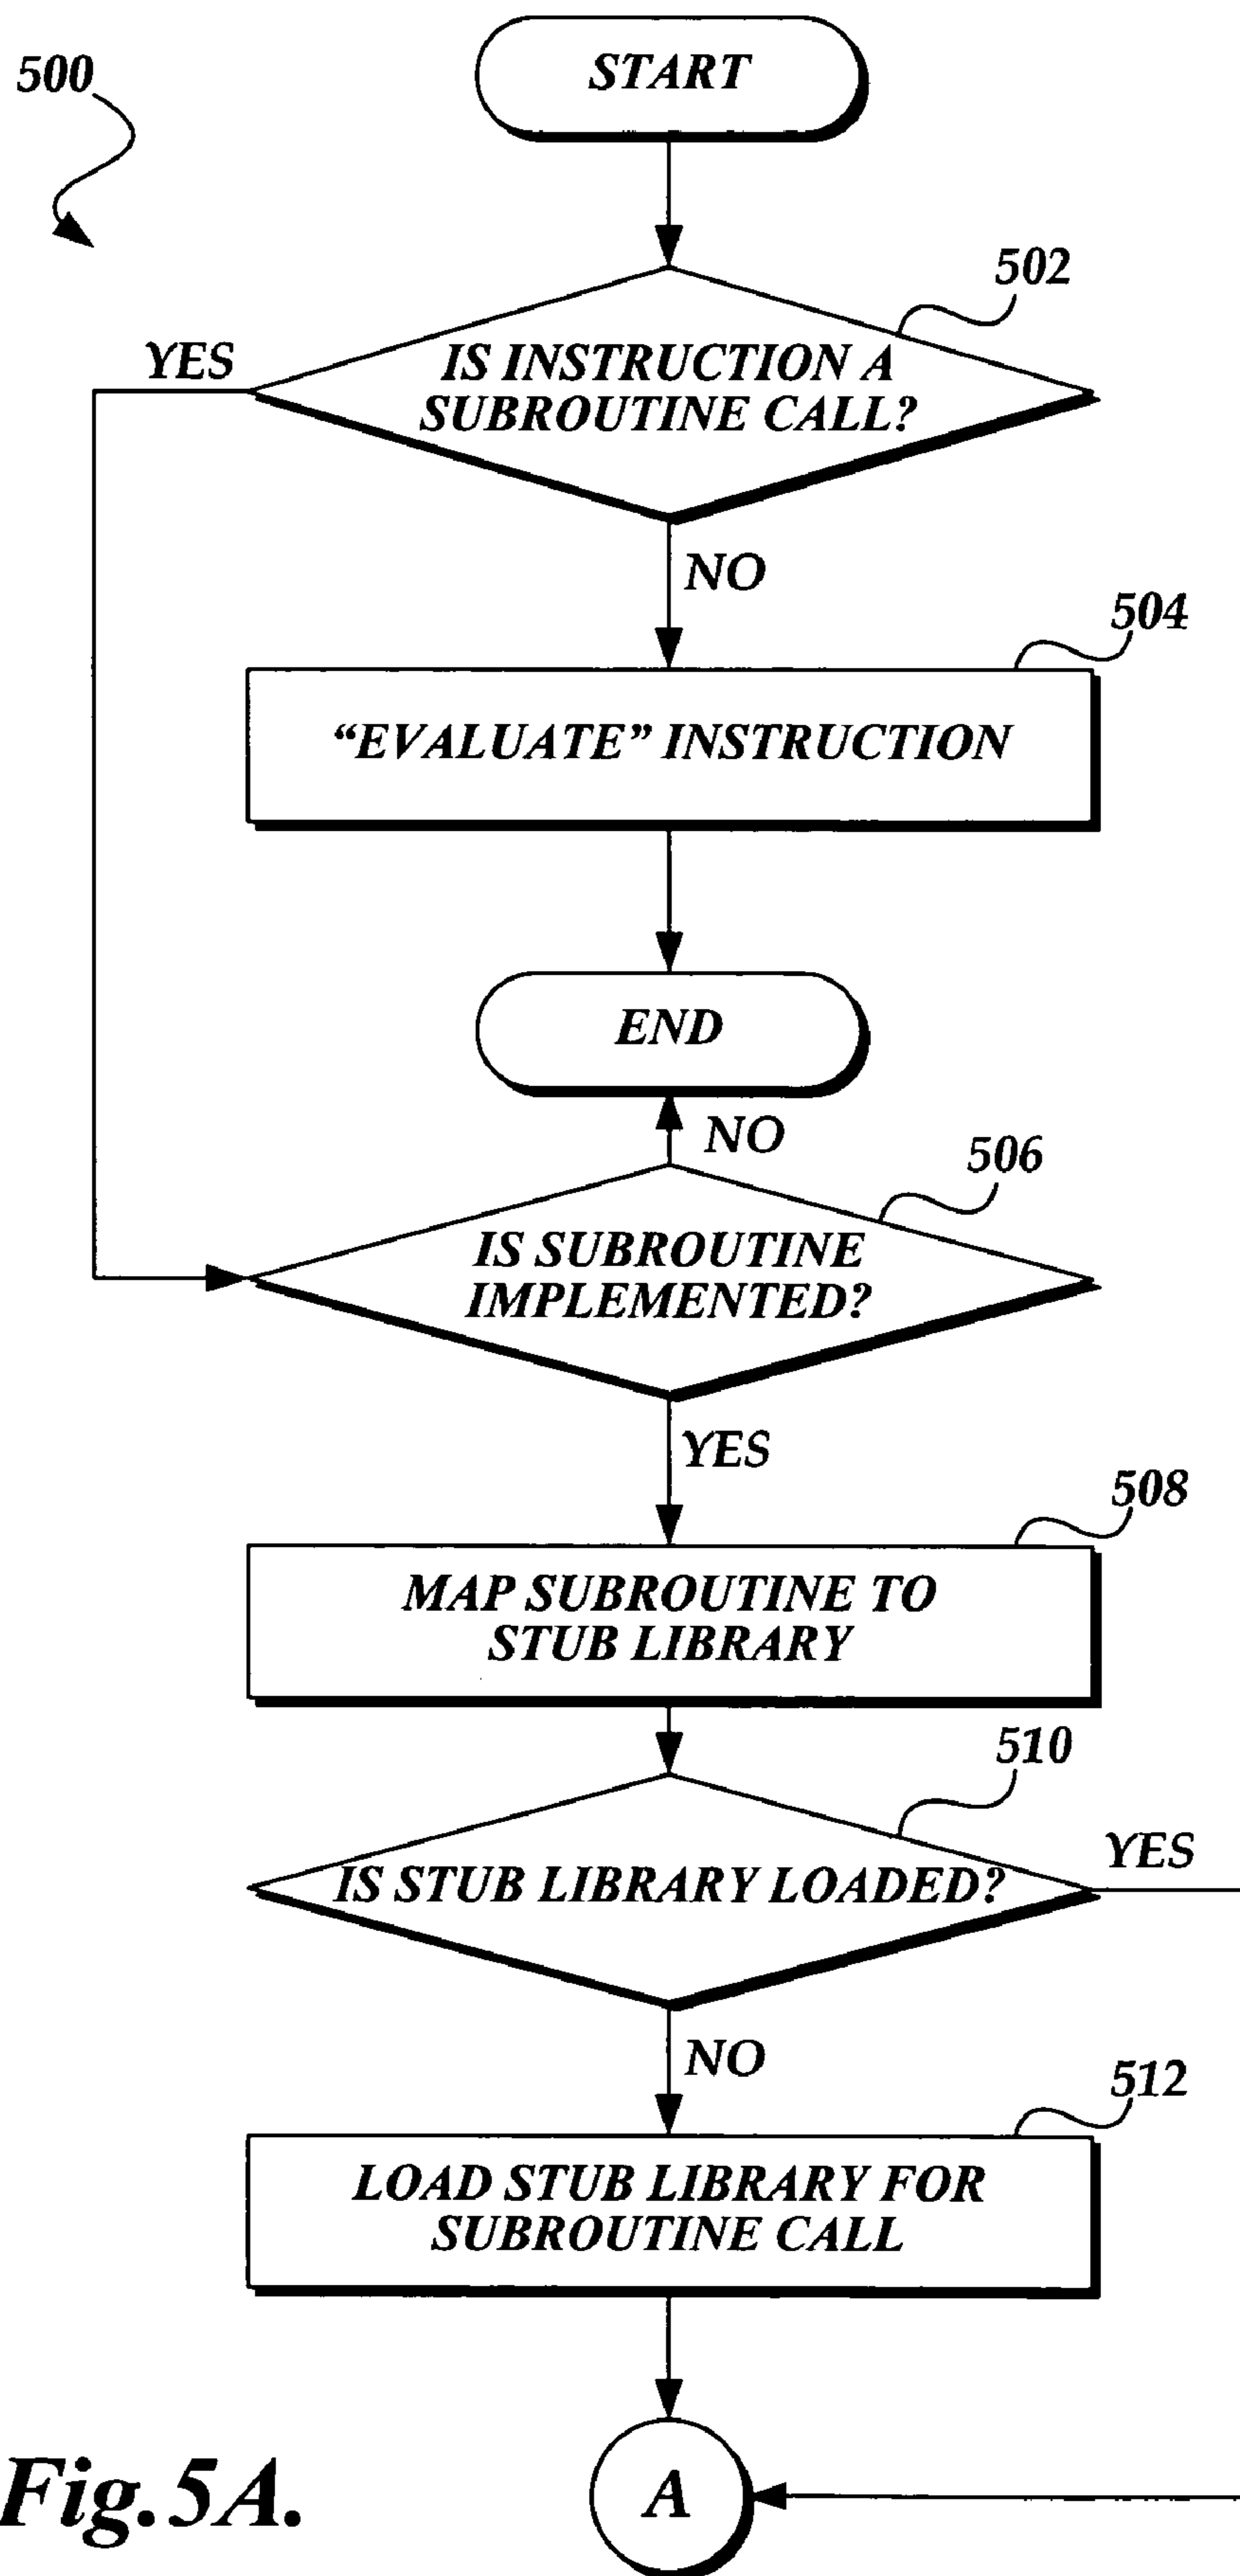 START
500
502
YES
IS INSTRUCTION A
SUBROUTINE CALL?
NO
504
“EVALUATE” INSTRUCTION
END
NO
506
IS SUBROUTINE
IMPLEMENTED?
YES
508
MAP SUBROUTINE TO
STUB LIBRARY
510
YES
IS STUB LIBRARY LOADED?
NO
512
LOAD STUB LIBRARY FOR
SUBROUTINE CALL
A
Fig.5A.